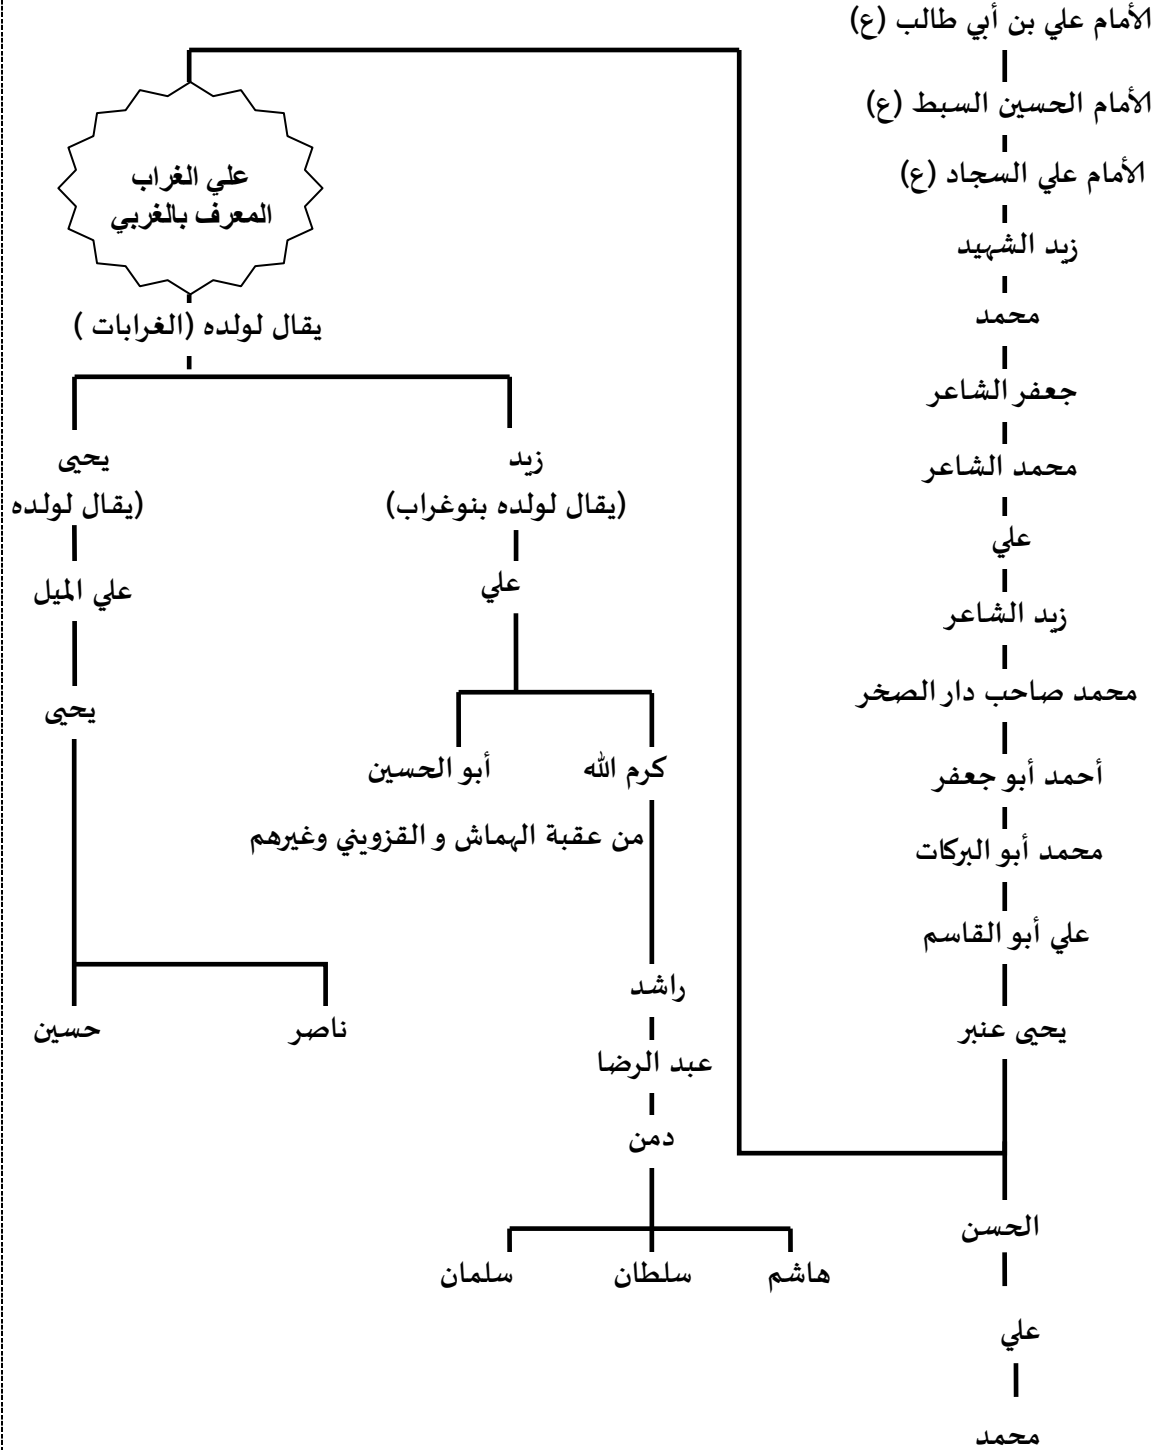 الأمام علي بن أبي طالب (ع)
الأمام الحسين السبط (ع)
الأمام علي السجاد (ع)
زيد الشهيد
محمد
جعفر الشاعر
محمد الشاعر
علي
زيد الشاعر
محمد صاحب دار الصخر
أحمد أبو جعفر
محمد أبو البركات
علي أبو القاسم
يحيى عنبر
الحسن
علي
محمد
علي الغراب
المعرف بالغربي
يقال لولده (الغرابات )
زيد
(يقال لولده بنوغراب)
علي
كرم الله
أبو الحسين
من عقبة الهماش و القزويني وغيرهم
راشد
عبد الرضا
دمن
هاشم
سلطان
سلمان
يحيى
(يقال لولده
علي الميل
يحيى
ناصر
حسين